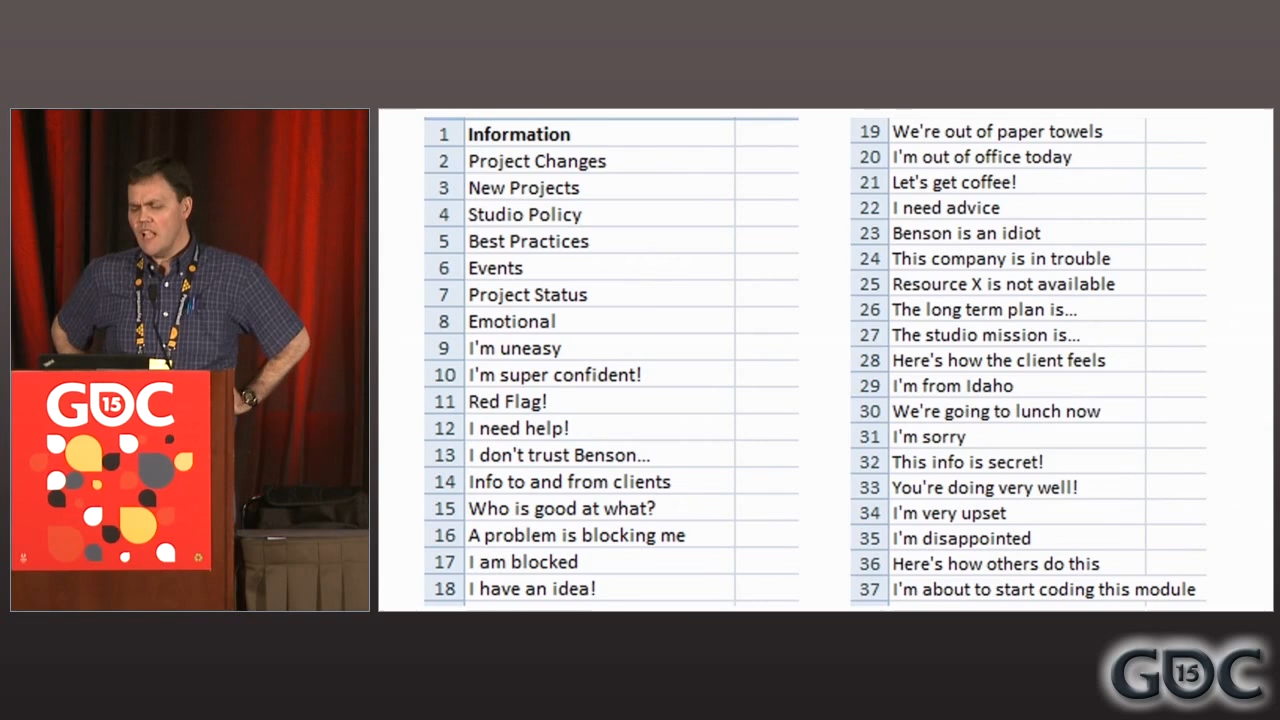 GDC
15
1 Information
2 Project Changes
3 New Projects
4 Studio Policy
5 Best Practices
6 Events
7 Project Status
8 Emotional
9 I'm uneasy
10 I'm super confident!
11 Red Flag!
12 I need help!
13 I don't trust Benson...
14 Info to and from clients
15 Who is good at what?
16 A problem is blocking me
17 I am blocked
18 I have an idea!
19 We're out of paper towels
20 I'm out of office today
21 Let's get coffee!
22 I need advice
23 Benson is an idiot
24 This company is in trouble
25 Resource X is not available
26 The long term plan is...
27 The studio mission is...
28 Here's how the client feels
29 I'm from Idaho
30 We're going to lunch now
31 I'm sorry
32 This info is secret!
33 You're doing very well!
34 I'm very upset
35 I'm disappointed
36 Here's how others do this
37 I'm about to start coding this module
GDC
15